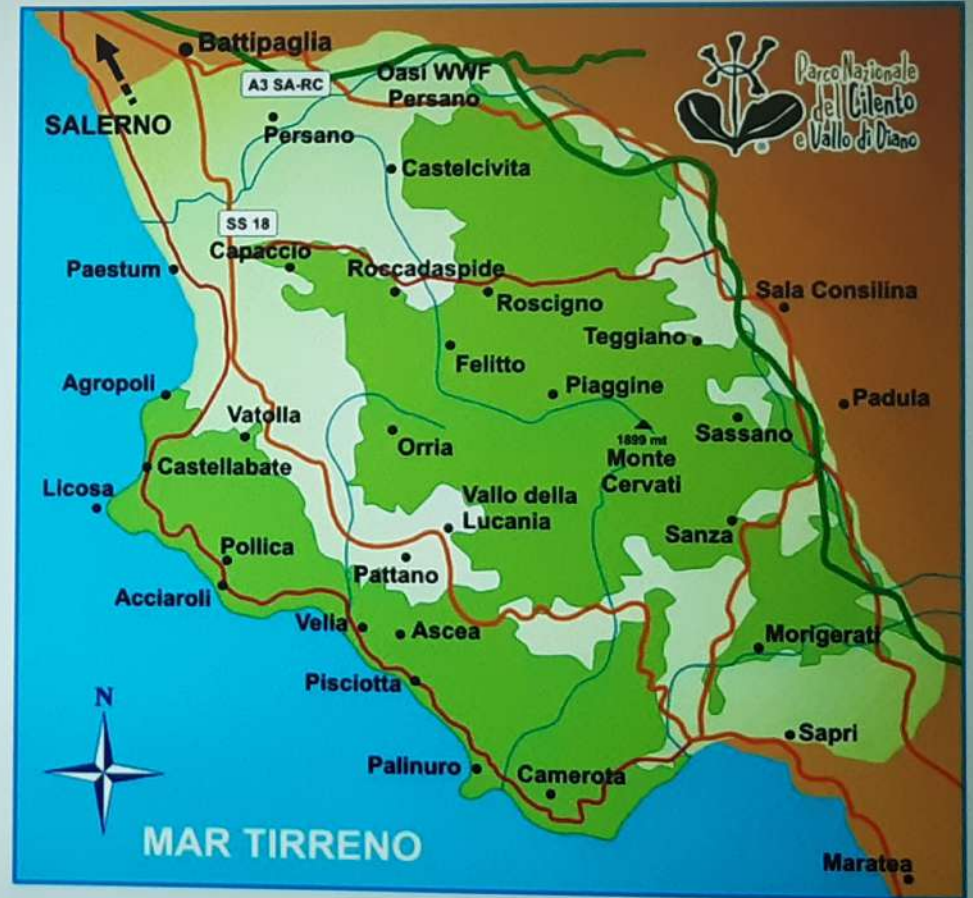 Battipaglia
A3 SA-RC
SALERNO
Oasi WWF
Persano
Parco Nazionale
del Cilento
e Vallo di Diano
Persano
Castelcivita
SS 18
Capaccio
Paestum
Roccadaspide
Roscigno
Sala Consilina
Teggiano
Felitto
Agropoli
Piaggine
Padula
Vatolla
Orria
1899 mt
Monte
Cervati
Sassano
Castellabate
Licosa
Vallo della
Lucania
Sanza
Pollica
Pattano
Acciaroli
Velia
Ascea
Morigerati
Pisciotta
N
Sapri
Palinuro
Camerota
MAR TIRRENO
Maratea